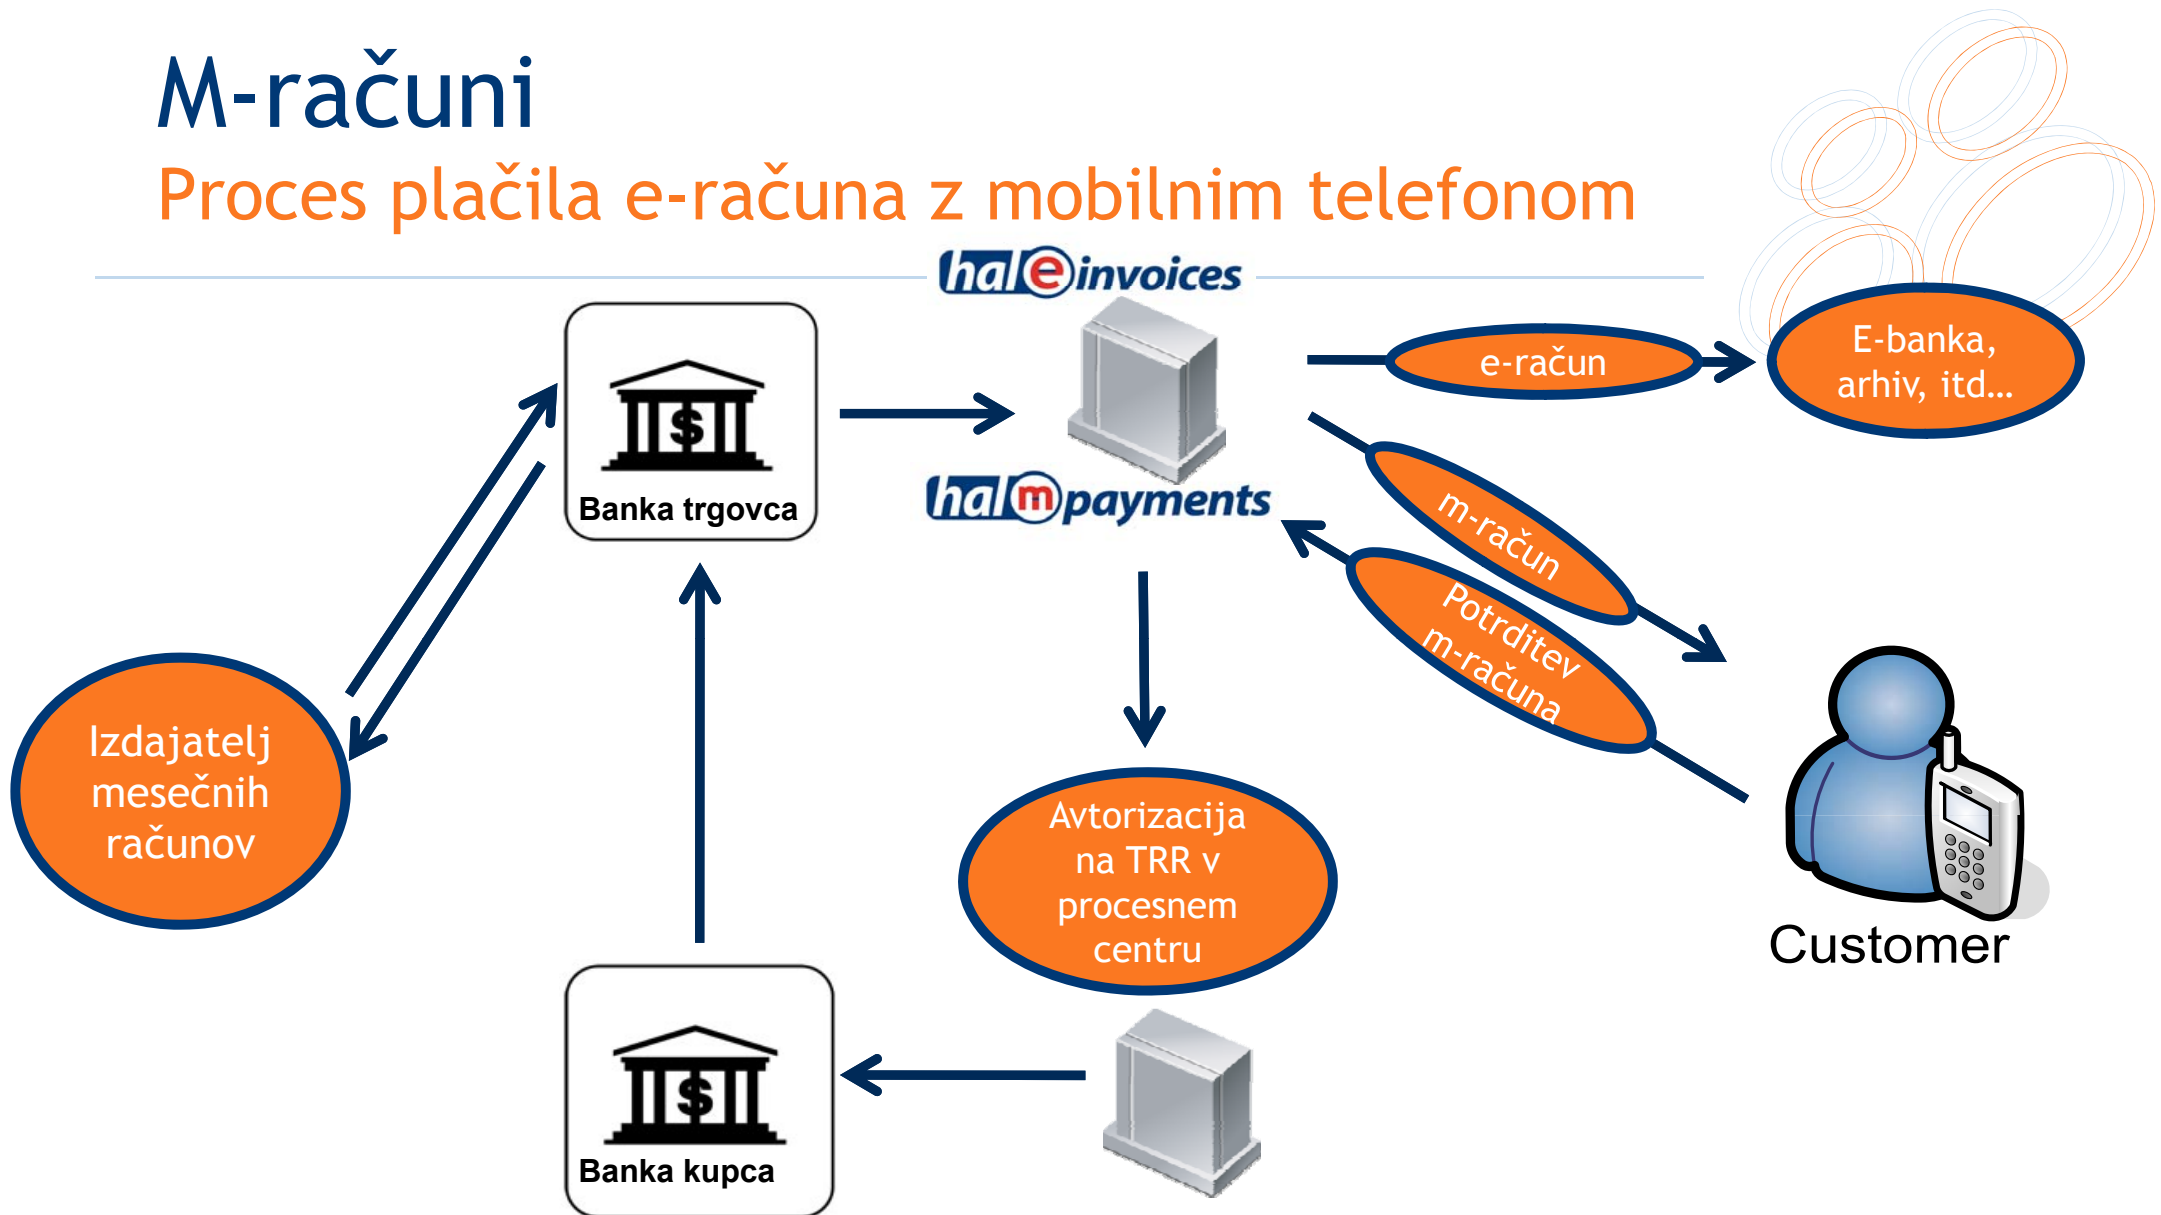 M-računi
Proces plačila e-računa z mobilnim telefonom
hal e invoices
E-banka,
arhiv, itd…
e-račun
Banka trgovca
hal m payments
m-račun
Potrditev
m-računa
Izdajatelj
mesečnih
računov
Avtorizacija
na TRR v
procesnem
centru
Customer
Banka kupca